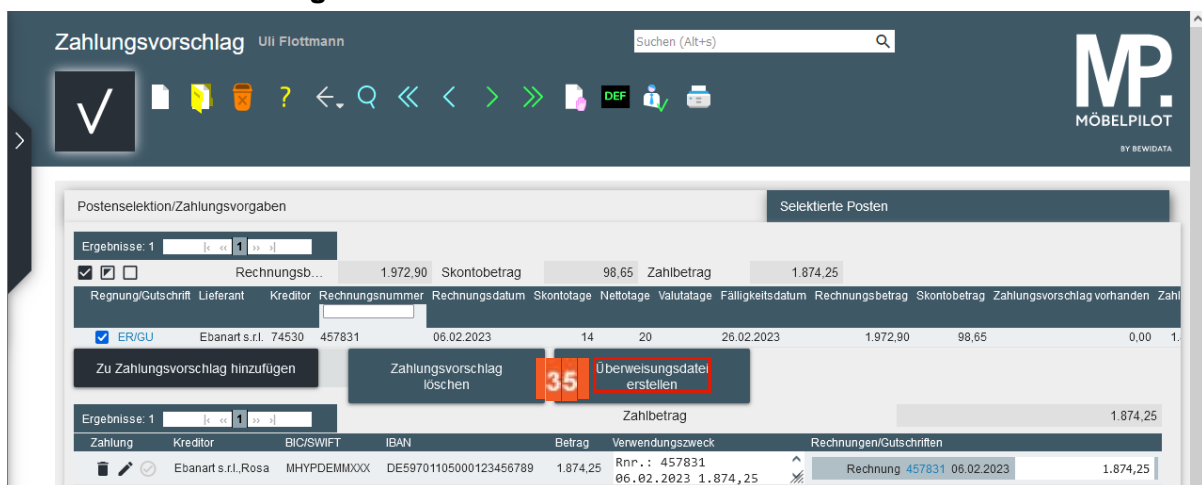 Zahlungsvorschlag Uli Flottmann
Suchen (Alt+s)
MP.
MÖBELPILOT
BY BEWIDATA
? DEF
Postenselektion/Zahlungsvorgaben
Selektierte Posten
Ergebnisse: 1 |‹ ‹‹ 1 ›› ›|
Rechnungsb... 1.972,90 Skontobetrag 98,65 Zahlbetrag 1.874,25
Regnung/Gutschrift Lieferant Kreditor Rechnungsnummer Rechnungsdatum Skontotage Nettotage Valutatage Fälligkeitsdatum Rechnungsbetrag Skontobetrag Zahlungsvorschlag vorhanden Zahl
ER/GU Ebanart s.r.l. 74530 457831 06.02.2023 14 20 26.02.2023 1.972,90 98,65 0,00 1.
Zu Zahlungsvorschlag hinzufügen
Zahlungsvorschlag
löschen
35
Überweisungsdatei
erstellen
Ergebnisse: 1 |‹ ‹‹ 1 ›› ›| Zahlbetrag 1.874,25
Zahlung Kreditor BIC/SWIFT IBAN Betrag Verwendungszweck Rechnungen/Gutschriften
Ebanart s.r.l.,Rosa MHYPDEMMXXX DE59701105000123456789 1.874,25 Rnr.: 457831 Rechnung 457831 06.02.2023 1.874,25
06.02.2023 1.874,25